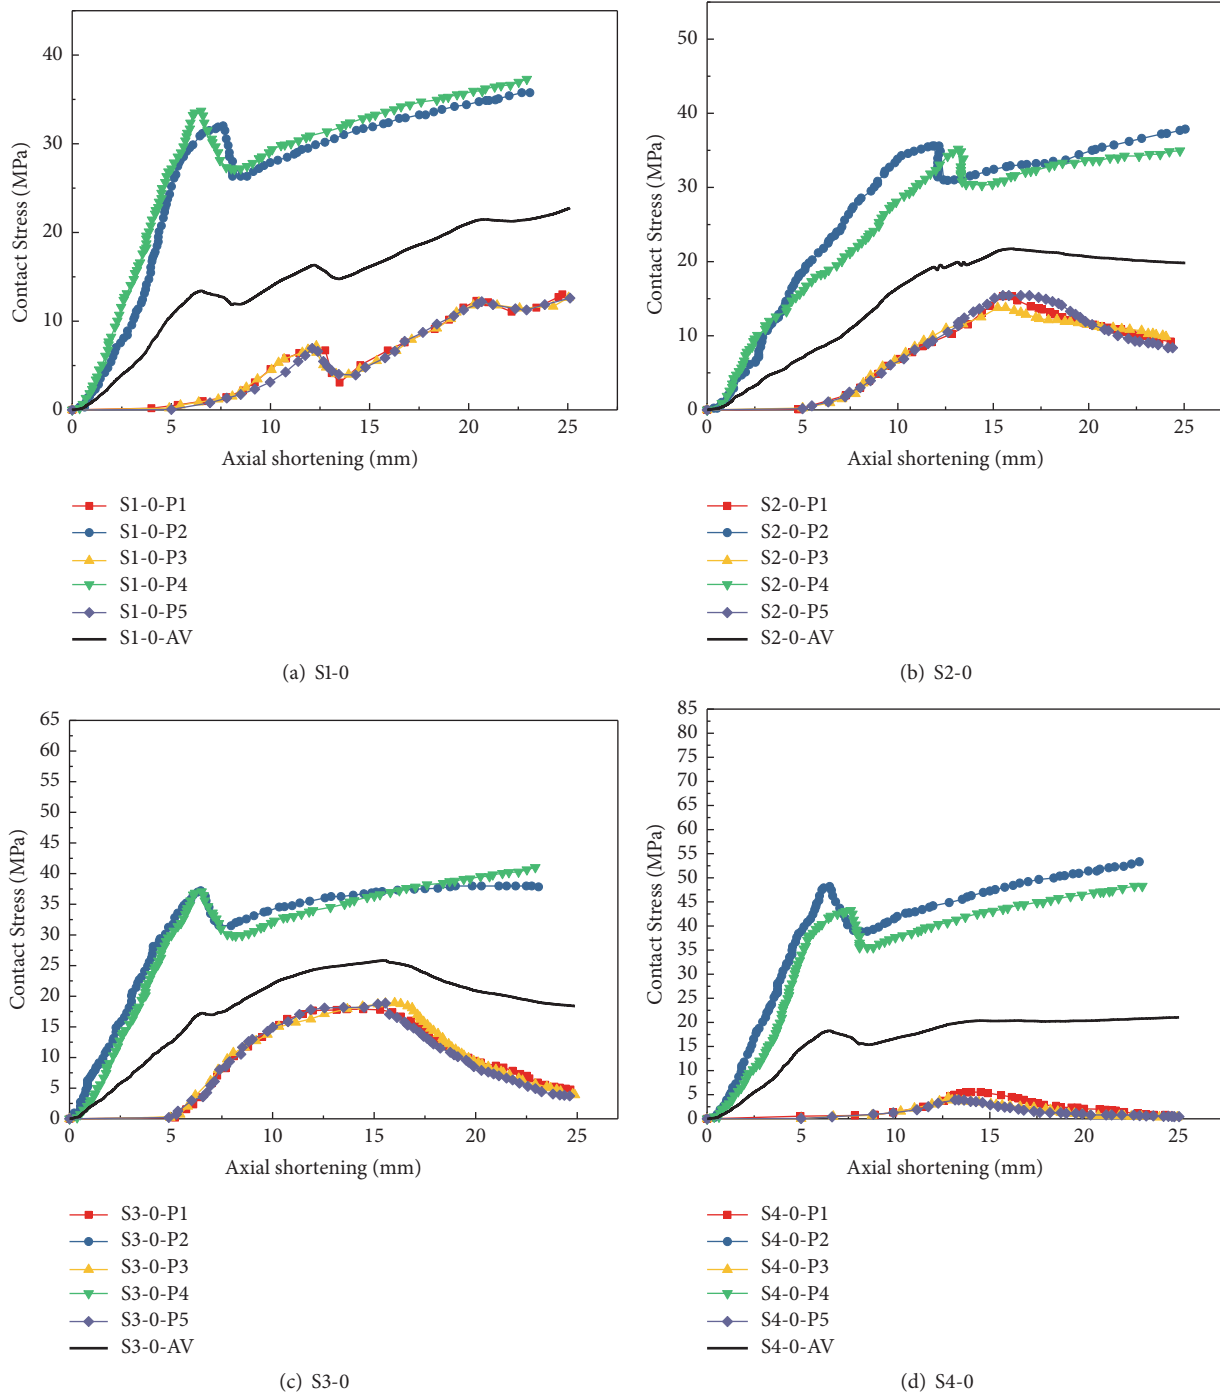 40
30
20
10
0
Contact Stress (MPa)
0 5 10 15 20 25
Axial shortening (mm)
S1-0-P1
S1-0-P2
S1-0-P3
S1-0-P4
S1-0-P5
S1-0-AV
(a) S1-0
50
40
30
20
10
0
Contact Stress (MPa)
0 5 10 15 20 25
Axial shortening (mm)
S2-0-P1
S2-0-P2
S2-0-P3
S2-0-P4
S2-0-P5
S2-0-AV
(b) S2-0
65
60
55
50
45
40
35
30
25
20
15
10
5
0
Contact Stress (MPa)
0 5 10 15 20 25
Axial shortening (mm)
S3-0-P1
S3-0-P2
S3-0-P3
S3-0-P4
S3-0-P5
S3-0-AV
(c) S3-0
85
80
75
70
65
60
55
50
45
40
35
30
25
20
15
10
5
0
Contact Stress (MPa)
0 5 10 15 20 25
Axial shortening (mm)
S4-0-P1
S4-0-P2
S4-0-P3
S4-0-P4
S4-0-P5
S4-0-AV
(d) S4-0